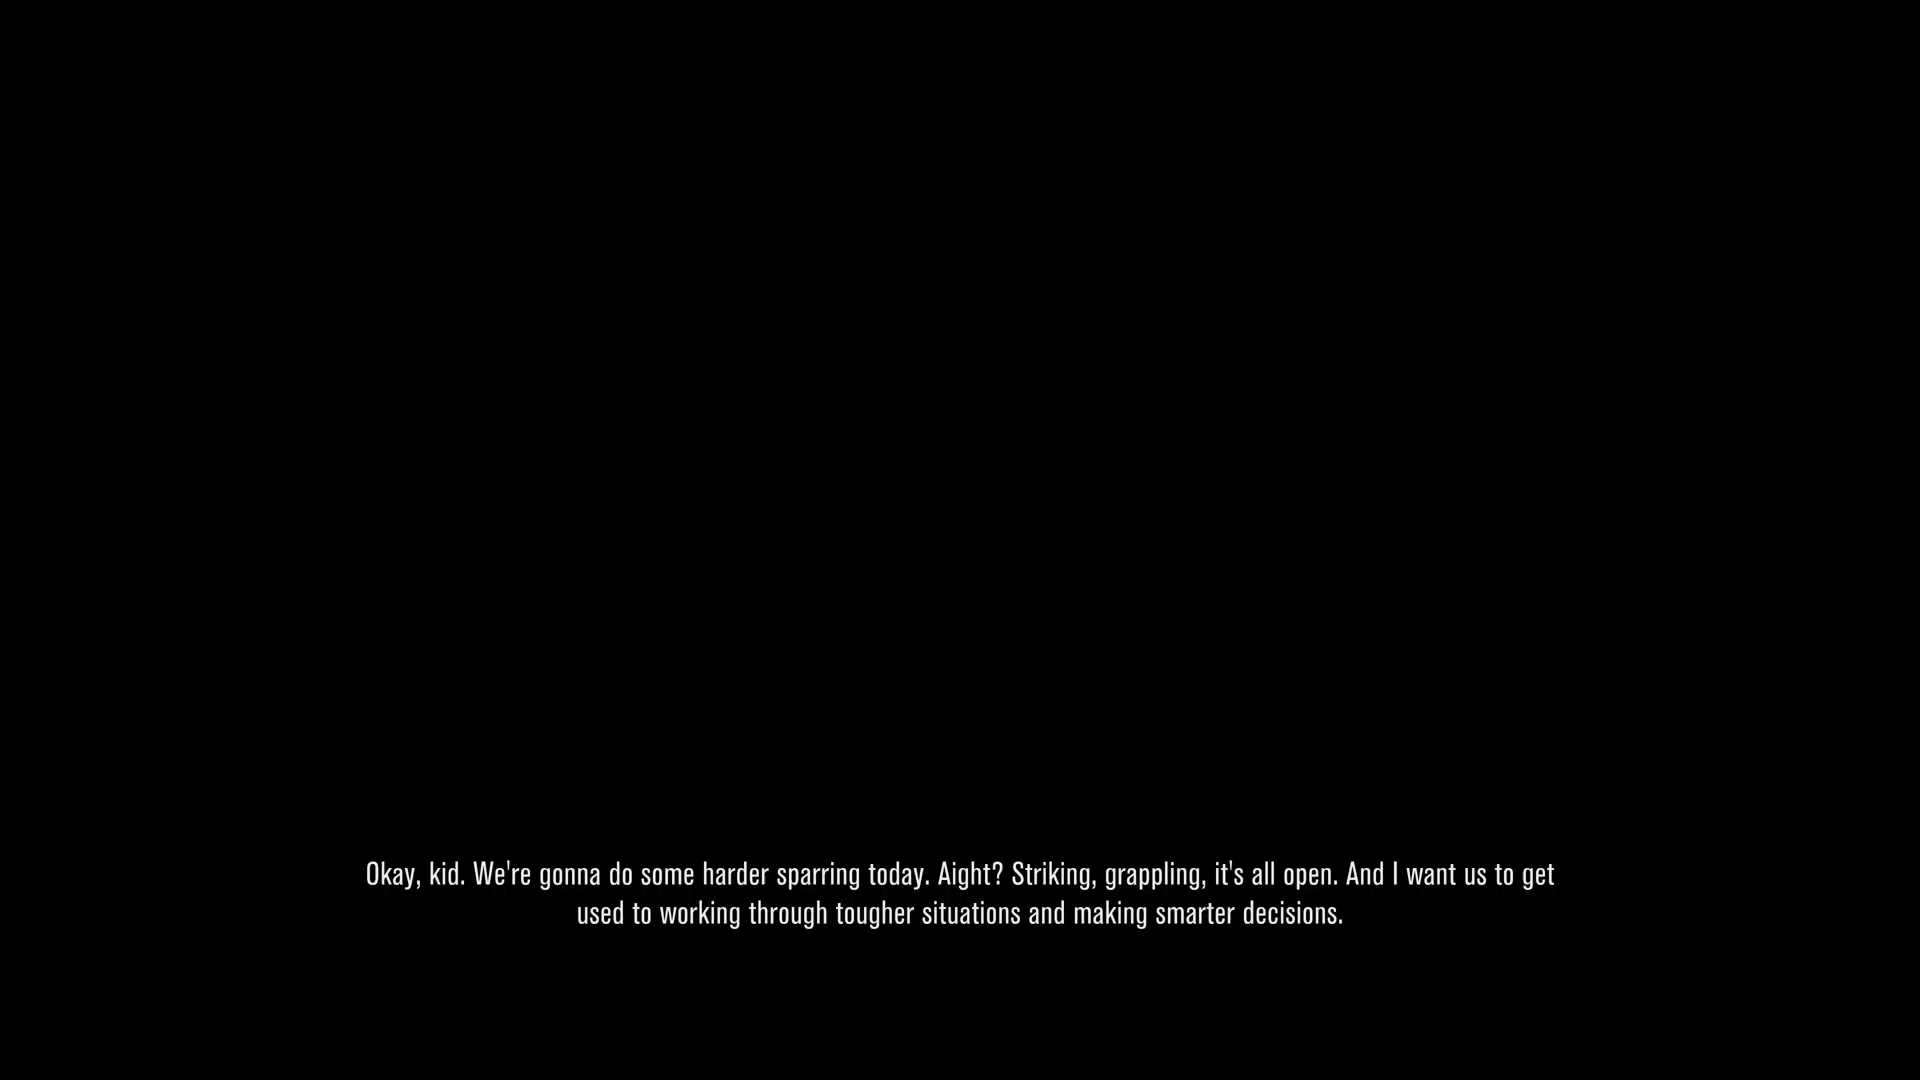 Okay, kid. We're gonna do some harder sparring today. Aight? Striking, grappling, it's all open. And I want us to get
used to working through tougher situations and making smarter decisions.